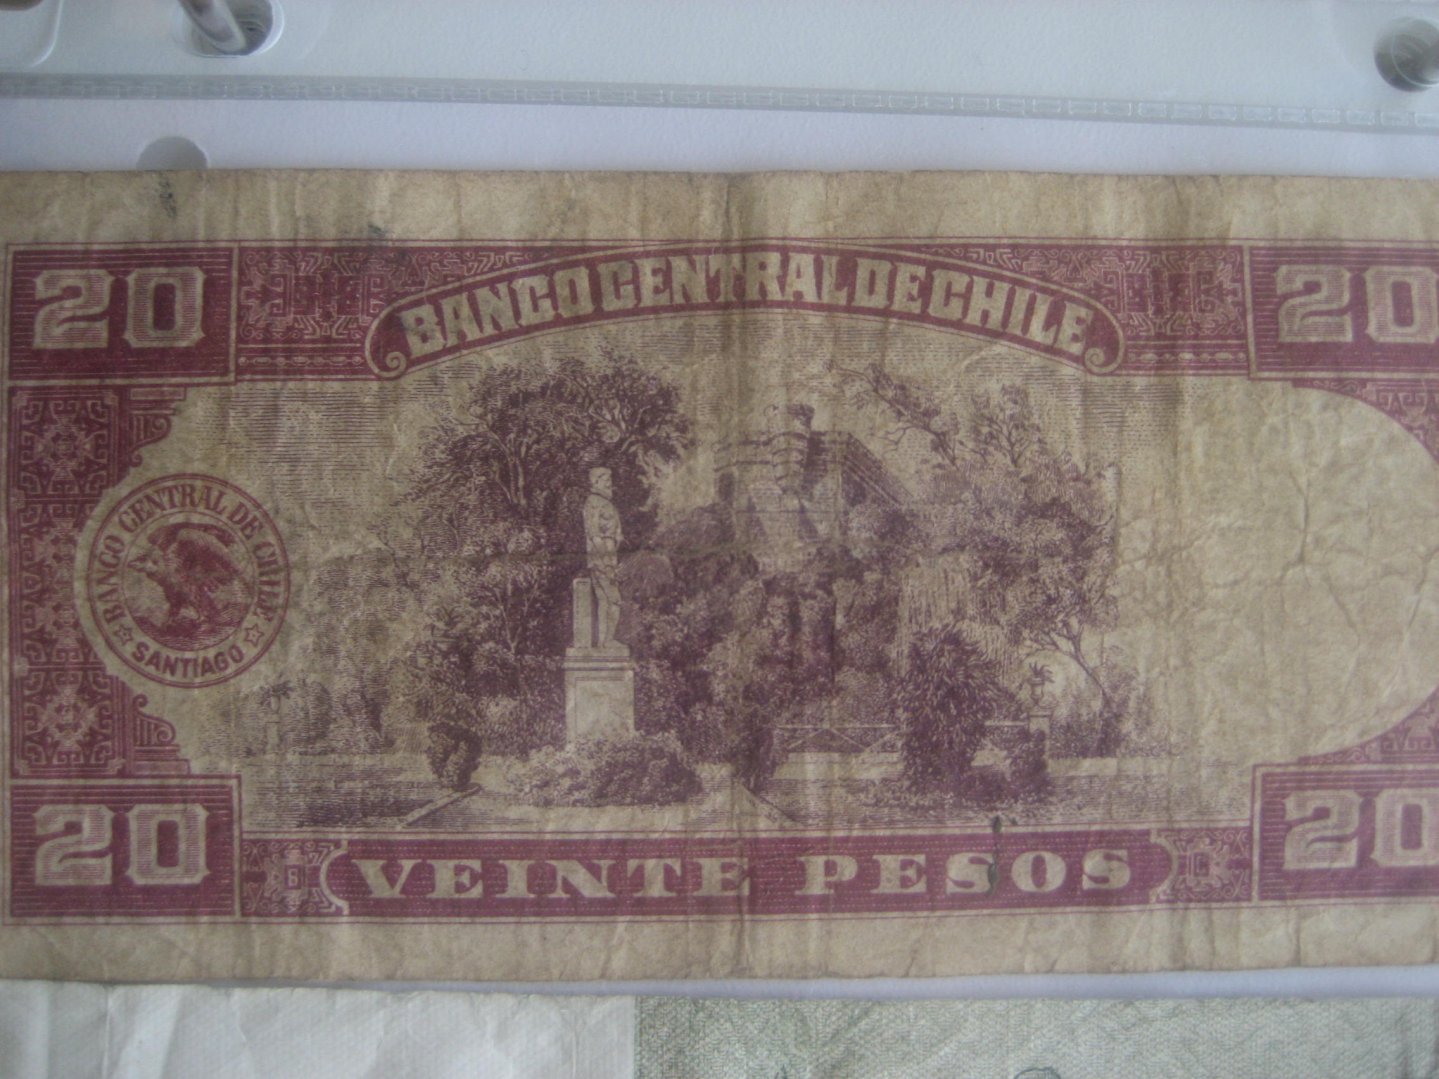 20
BANCO CENTRAL DE CHILE
20
BANCO CENTRAL DE CHILE
SANTIAGO
20
VEINTE PESOS
20